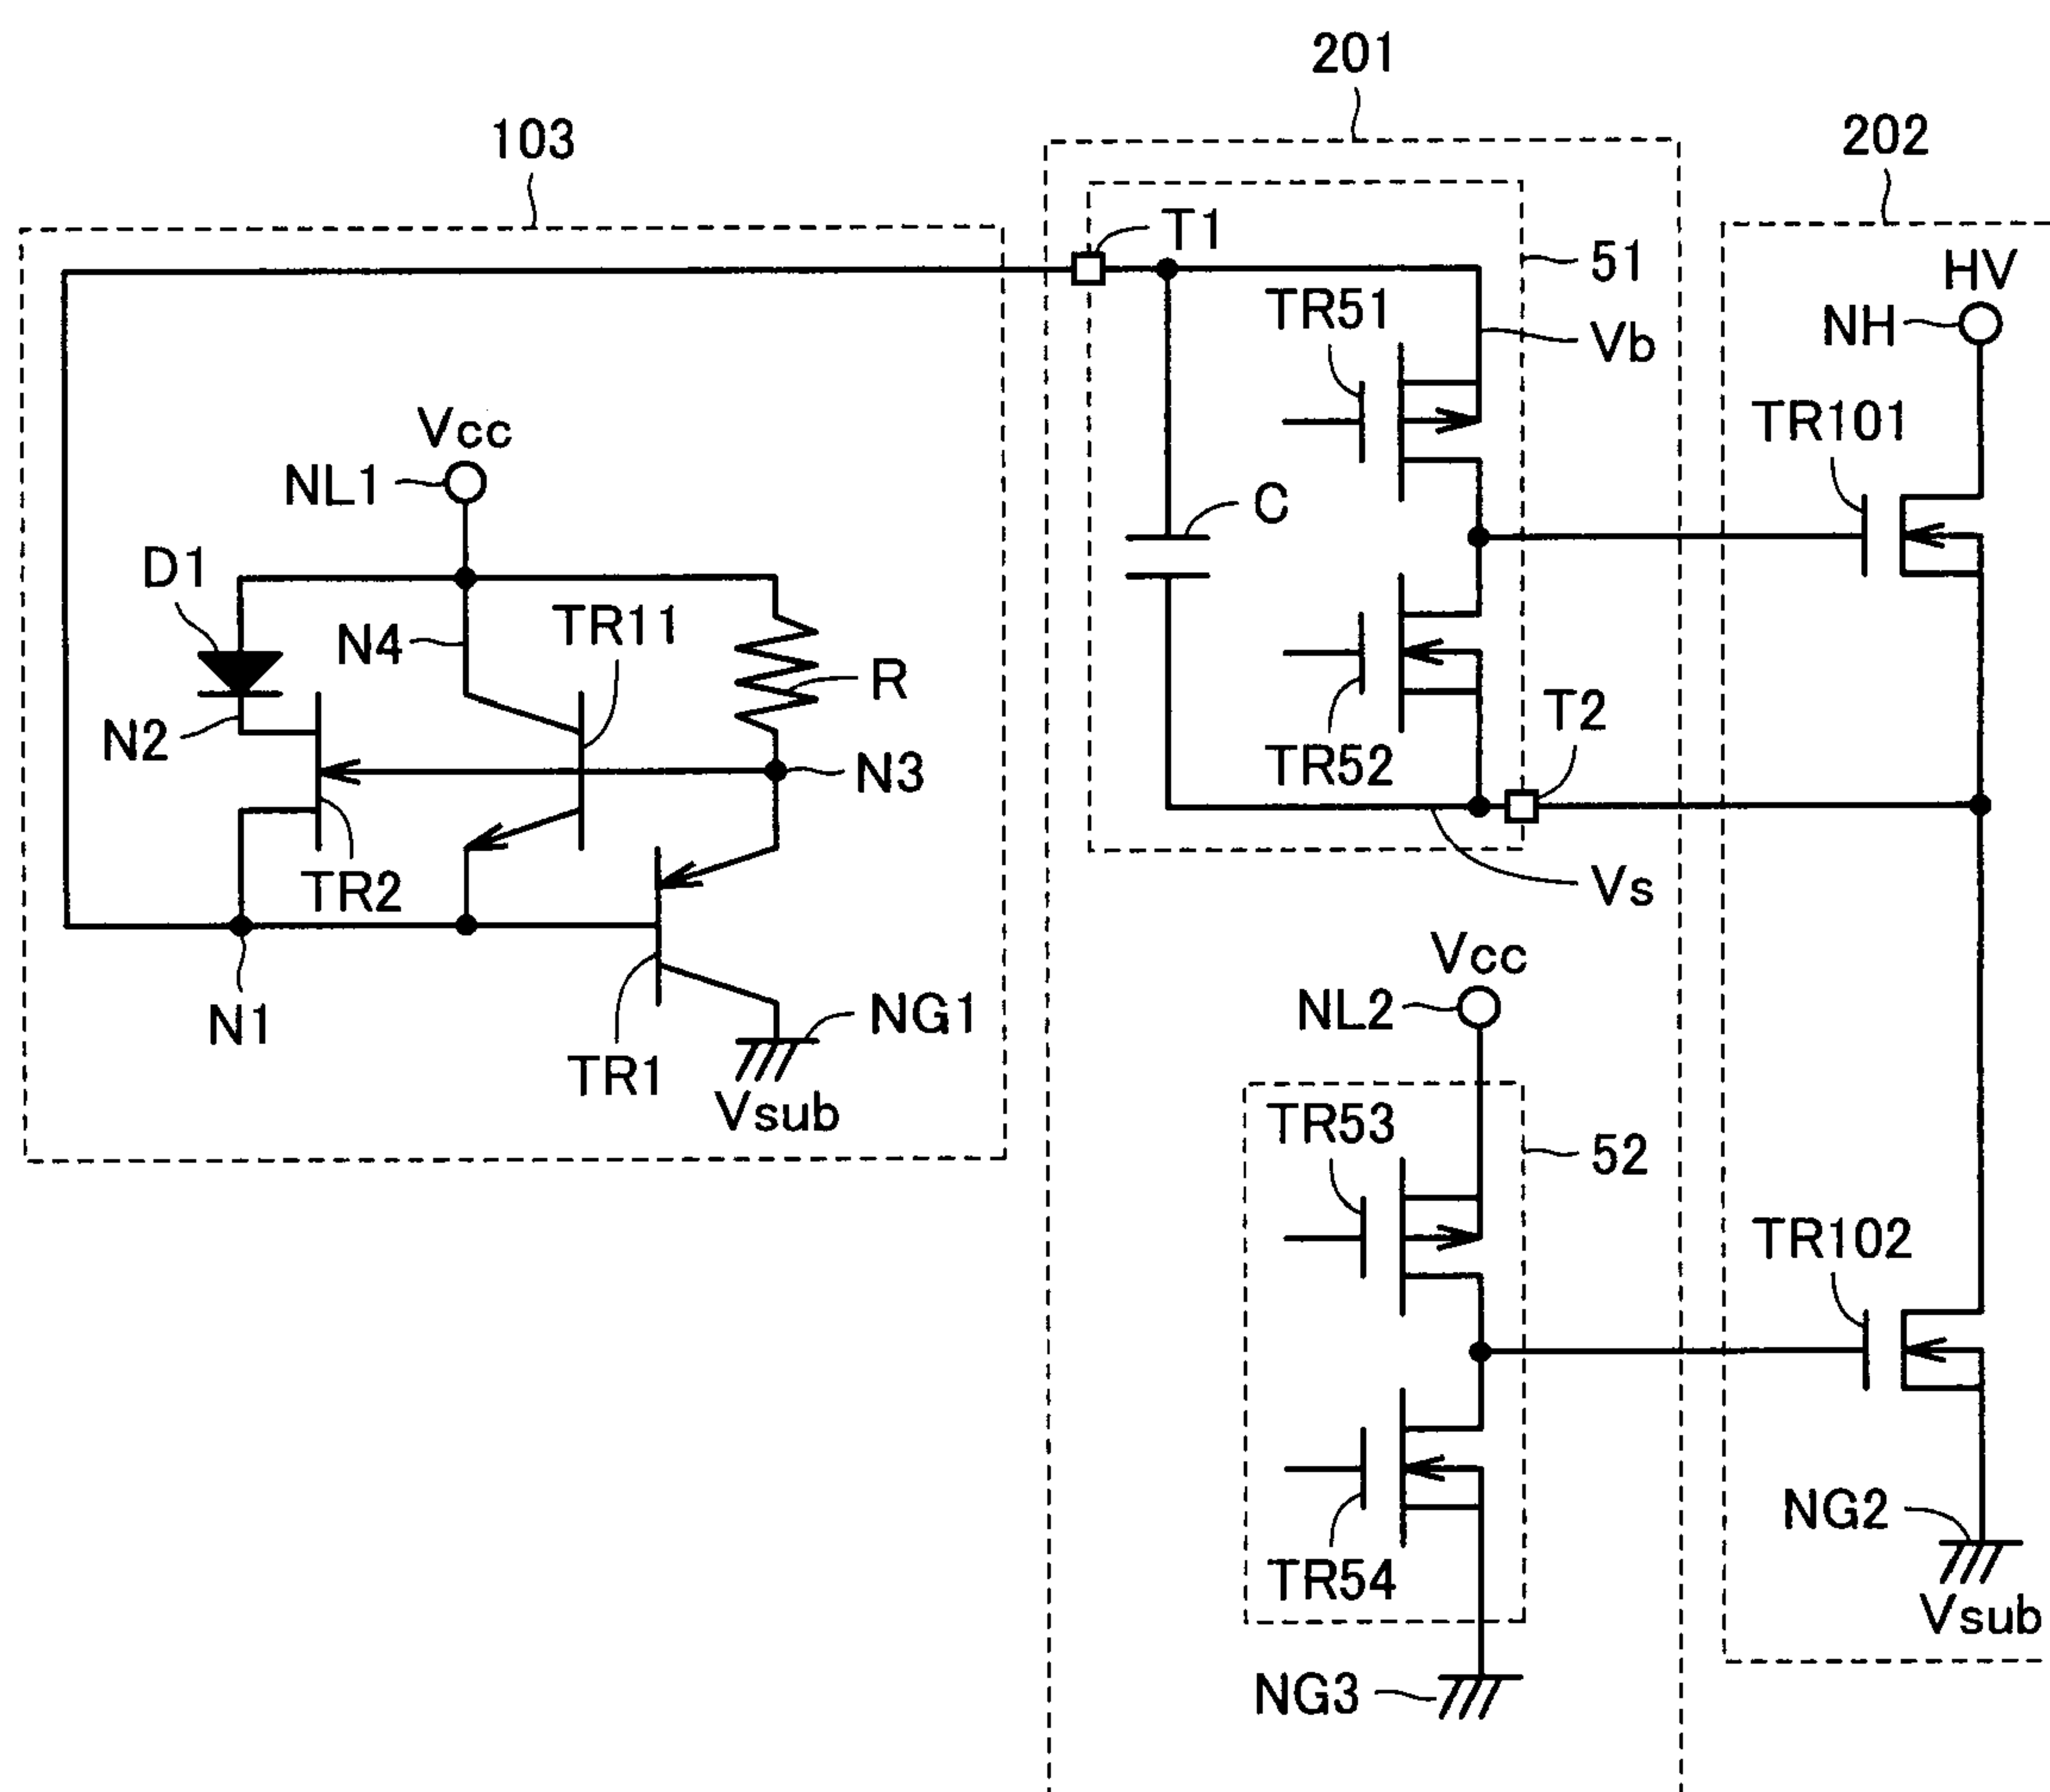 201
103
202
T1
51
HV
TR51
NH
Vb
Vcc
TR101
NL1
C
D1
TR11
N4
R
T2
N2
TR52
N3
TR2
Vs
Vcc
NL2
N1
NG1
TR1
Vsub
TR53
52
TR102
NG2
TR54
Vsub
NG3